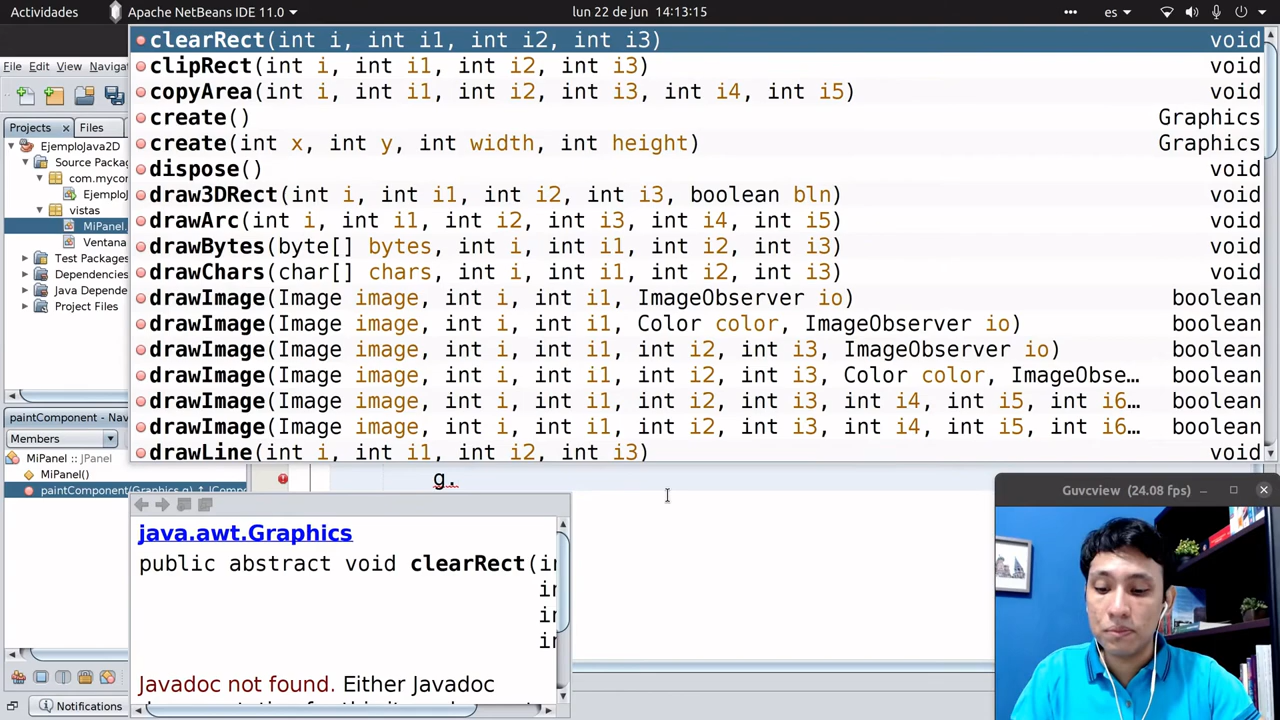 Actividades
Apache NetBeans IDE 11.0
lun 22 de jun 14:13:15
es
File Edit View Naviga
clearRect(int i, int i1, int i2, int i3) void
clipRect(int i, int i1, int i2, int i3) void
copyArea(int i, int i1, int i2, int i3, int i4, int i5) void
create() Graphics
create(int x, int y, int width, int height) Graphics
dispose() void
draw3DRect(int i, int i1, int i2, int i3, boolean bln) void
drawArc(int i, int i1, int i2, int i3, int i4, int i5) void
drawBytes(byte[] bytes, int i, int i1, int i2, int i3) void
drawChars(char[] chars, int i, int i1, int i2, int i3) void
drawImage(Image image, int i, int i1, ImageObserver io) boolean
drawImage(Image image, int i, int i1, Color color, ImageObserver io) boolean
drawImage(Image image, int i, int i1, int i2, int i3, ImageObserver io) boolean
drawImage(Image image, int i, int i1, int i2, int i3, Color color, ImageObse… boolean
drawImage(Image image, int i, int i1, int i2, int i3, int i4, int i5, int i6… boolean
drawImage(Image image, int i, int i1, int i2, int i3, int i4, int i5, int i6… boolean
drawLine(int i, int i1, int i2, int i3) void
Projects Files
EjemploJava2D
Source Packag
com.mycor
Ejemplo
vistas
MiPanel.
Ventana
Test Packages
Dependencies
Java Depende
Project Files
paintComponent - Nav
Members
MiPanel :: JPanel
MiPanel()
paintComponent(Graphics g)
g.
java.awt.Graphics
public abstract void clearRect(in
in
in
in
Javadoc not found. Either Javadoc
Notifications
Guvcview (24.08 fps)